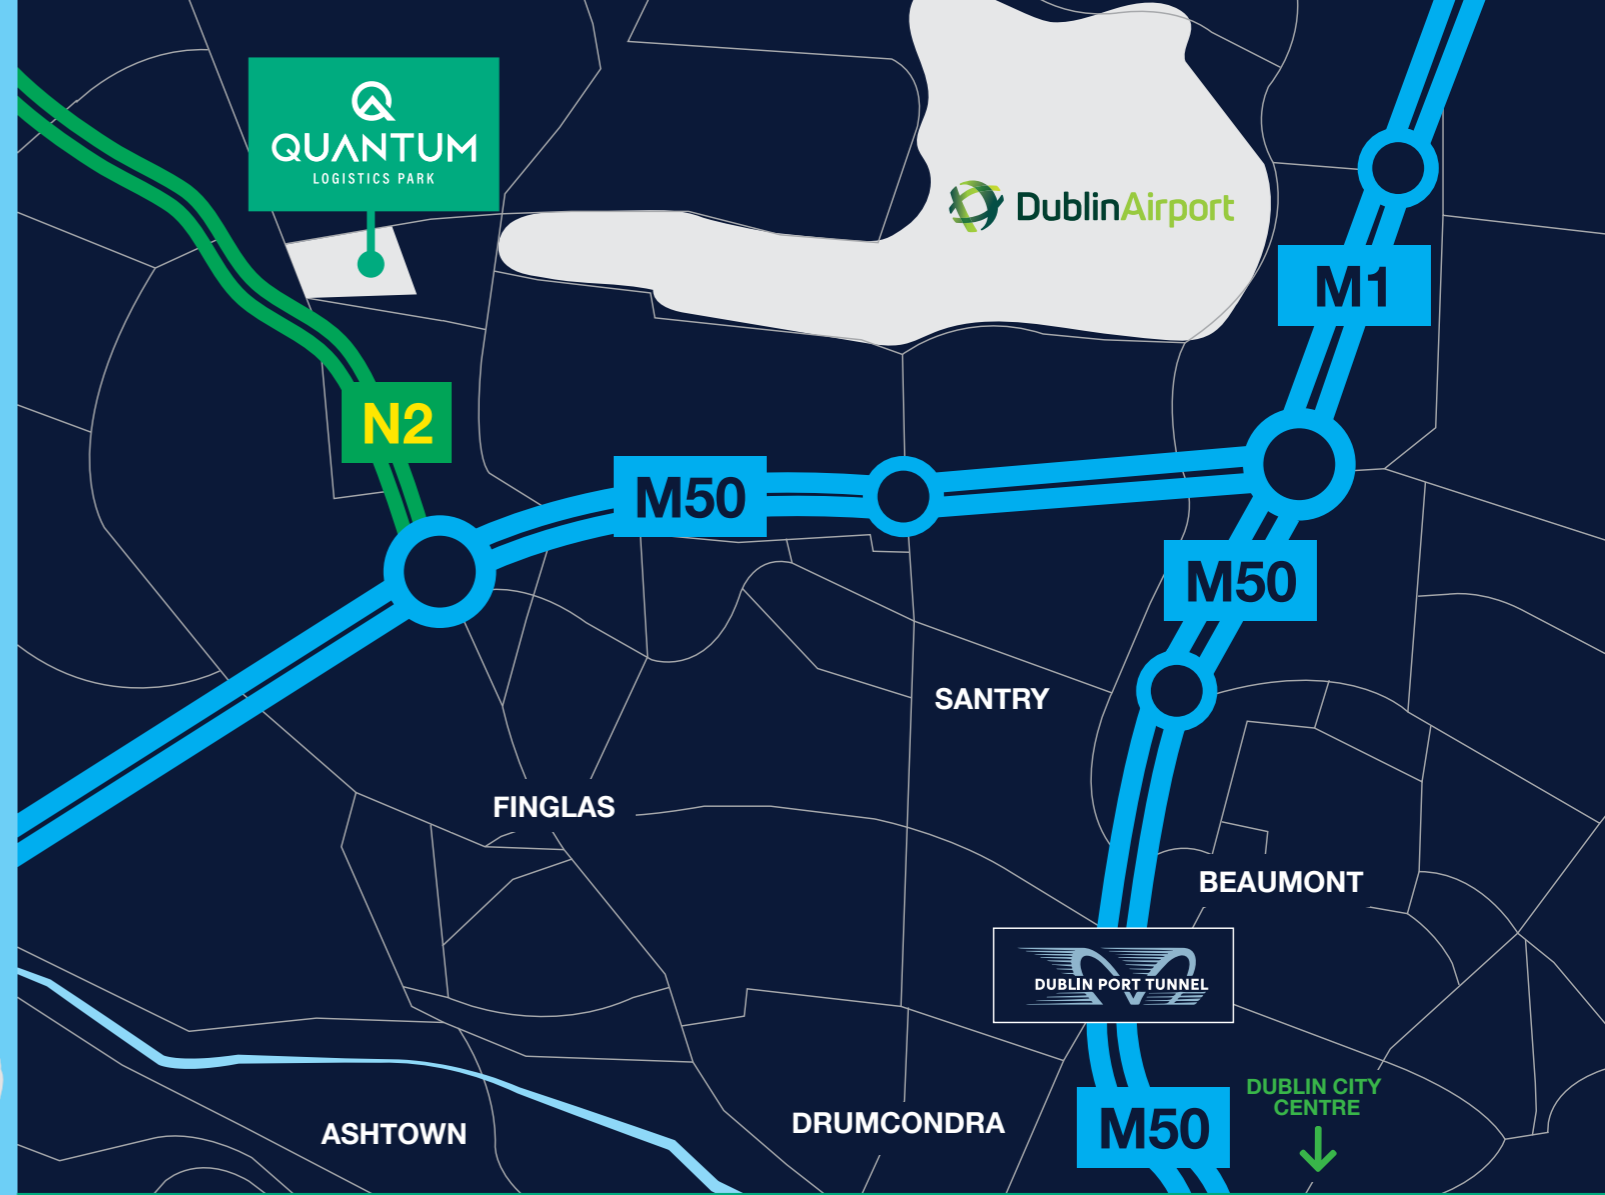 QUANTUM
LOGISTICS PARK
DublinAirport
M1
N2
M50
M50
SANTRY
FINGLAS
BEAUMONT
DUBLIN PORT TUNNEL
DUBLIN CITY
CENTRE
DRUMCONDRA
M50
ASHTOWN